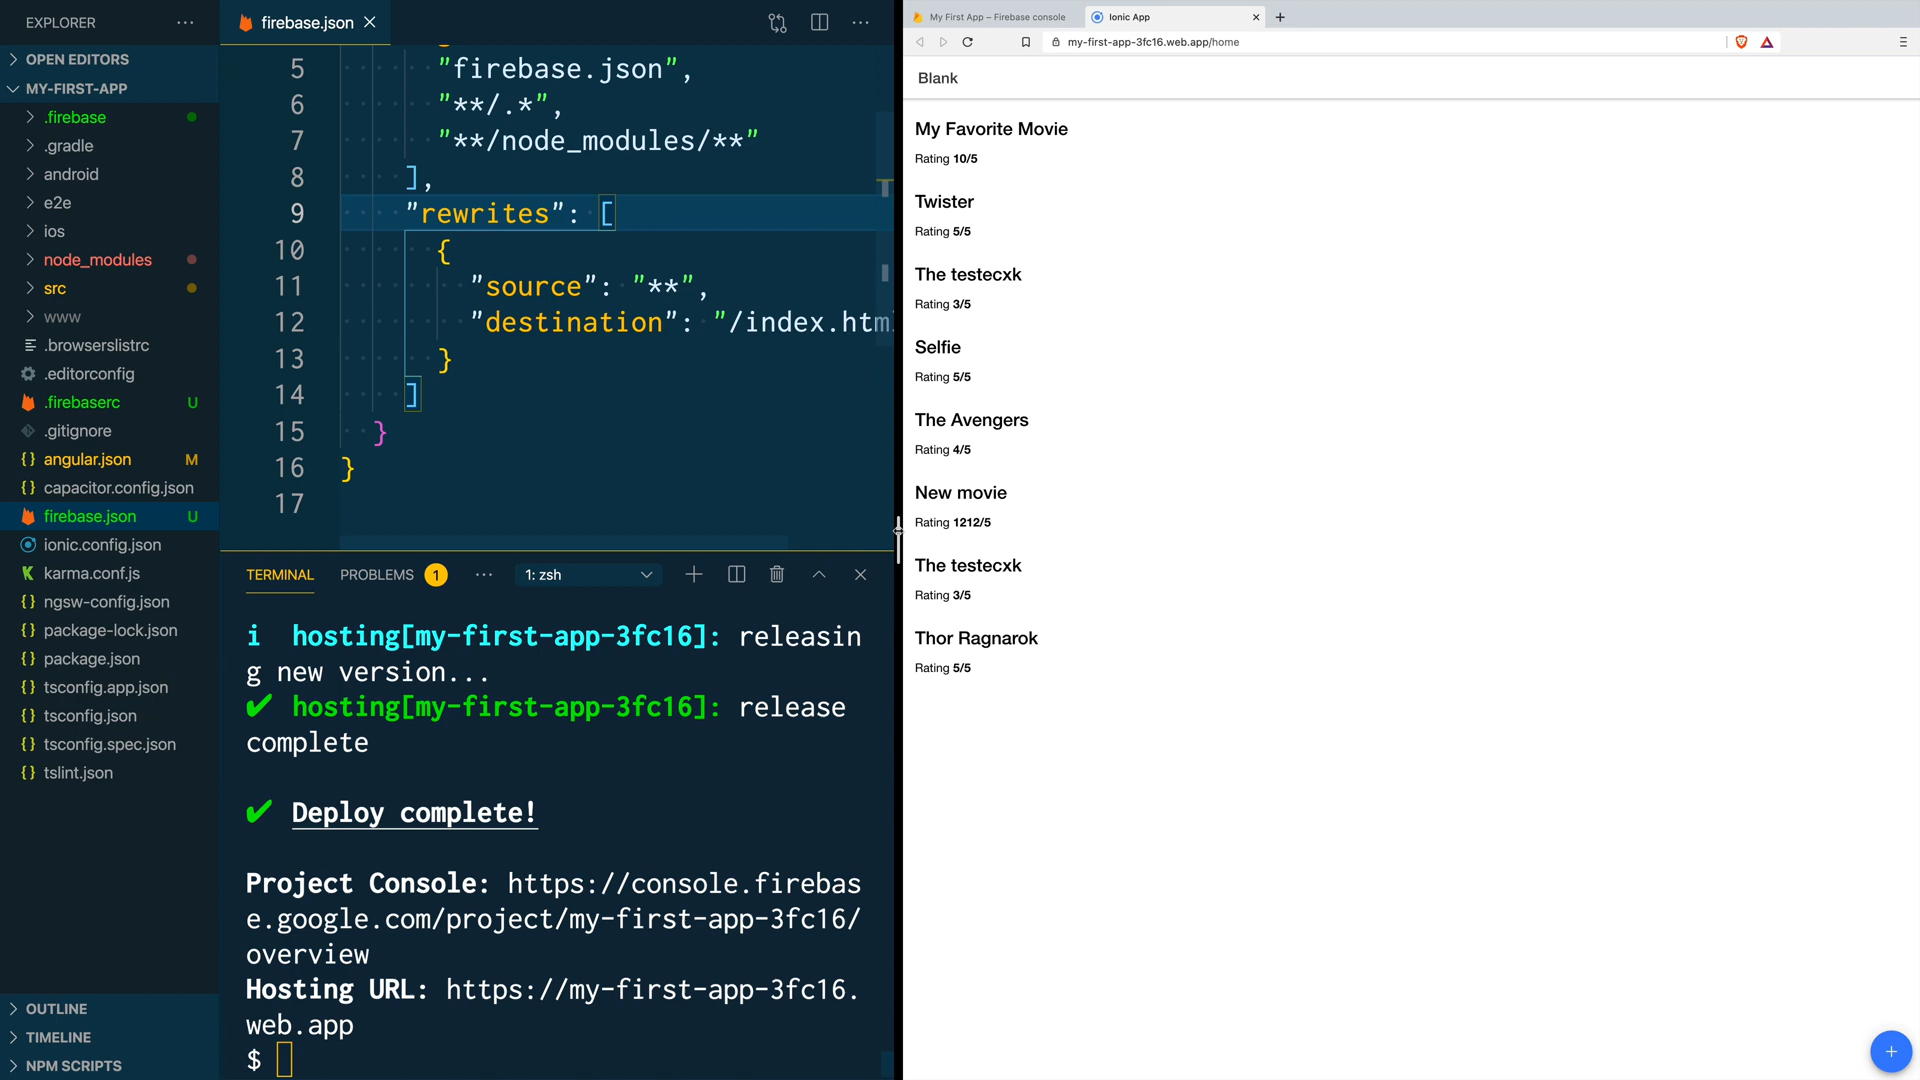 EXPLORER
OPEN EDITORS
MY-FIRST-APP
.firebase
.gradle
android
e2e
ios
node_modules
src
www
.browserslistrc
.editorconfig
.firebaserc U
.gitignore
angular.json M
capacitor.config.json
firebase.json U
ionic.config.json
karma.conf.js
ngsw-config.json
package-lock.json
package.json
tsconfig.app.json
tsconfig.json
tsconfig.spec.json
tslint.json
OUTLINE
TIMELINE
NPM SCRIPTS
firebase.json
5 "firebase.json",
6 "**/.*",
7 "**/node_modules/**"
8 ],
9 "rewrites": [
10 {
11 "source": "**",
12 "destination": "/index.htm
13 }
14 ]
15 }
16 }
17
TERMINAL PROBLEMS 1 1: zsh
i hosting[my-first-app-3fc16]: releasin
g new version...
✔ hosting[my-first-app-3fc16]: release
complete
✔ Deploy complete!
Project Console: https://console.firebas
e.google.com/project/my-first-app-3fc16/
overview
Hosting URL: https://my-first-app-3fc16.
web.app
$
My First App – Firebase console
Ionic App
my-first-app-3fc16.web.app/home
Blank
My Favorite Movie
Rating 10/5
Twister
Rating 5/5
The testecxk
Rating 3/5
Selfie
Rating 5/5
The Avengers
Rating 4/5
New movie
Rating 1212/5
The testecxk
Rating 3/5
Thor Ragnarok
Rating 5/5
+